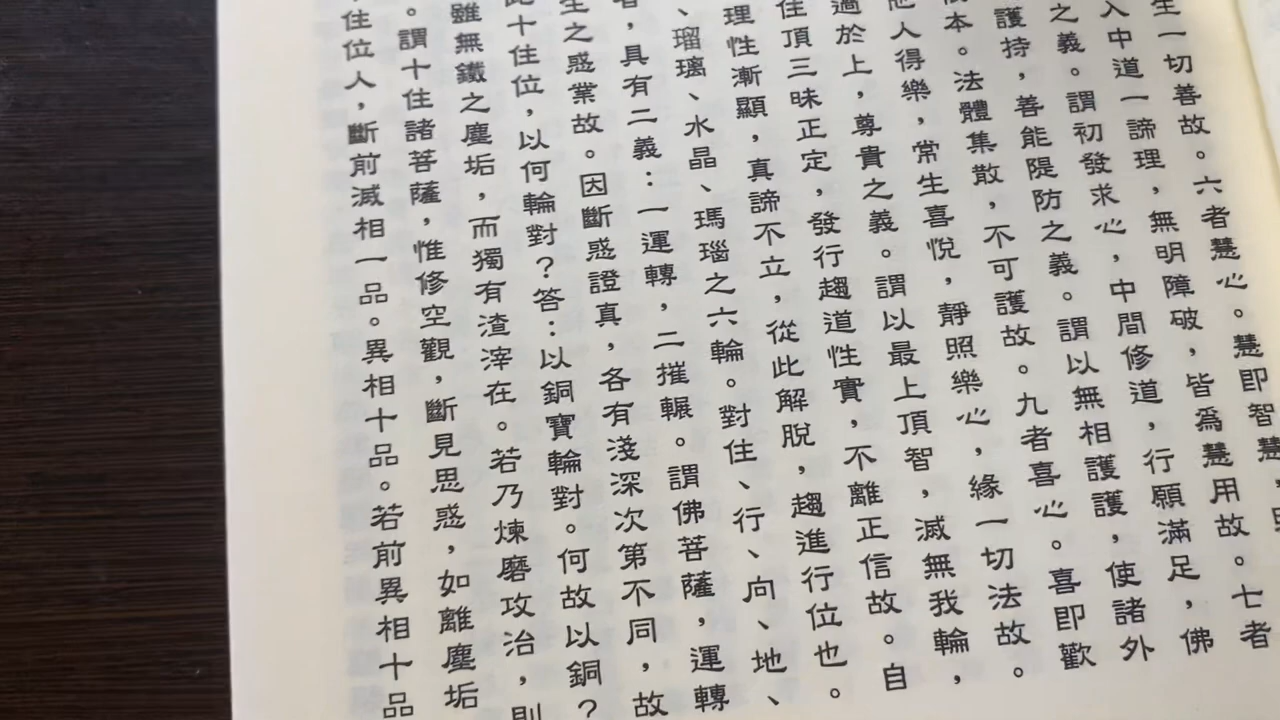 生一切善故。六者慧心。慧即智慧，
入中道一諦理，無明障破，皆爲慧用故。七者
之義。謂初發求心，中間修道，行願滿足，佛
護持，善能隄防之義。謂以無相護護，使諸外
本。法體集散，不可護故。九者喜心。喜即歡
他人得樂，常生喜悅，靜照樂心，緣一切法故。
過於上，尊貴之義。謂以最上頂智，滅無我輪，
住頂三昧正定，發行趨道性實，不離正信故。自
理性漸顯，真諦不立，從此解脫，趨進行位也。
、瑠璃、水晶、瑪瑙之六輪。對住、行、向、地、
者，具有二義：一運轉，二摧輾。謂佛菩薩，運轉
生之惑業故。因斷惑證真，各有淺深次第不同，故
此十住位，以何輪對？答：以銅寶輪對。何故以銅？
雖無鐵之塵垢，而獨有渣滓在。若乃煉磨攻治，則
。謂十住諸菩薩，惟修空觀，斷見思惑，如離塵垢
住位人，斷前滅相一品。異相十品。若前異相十品